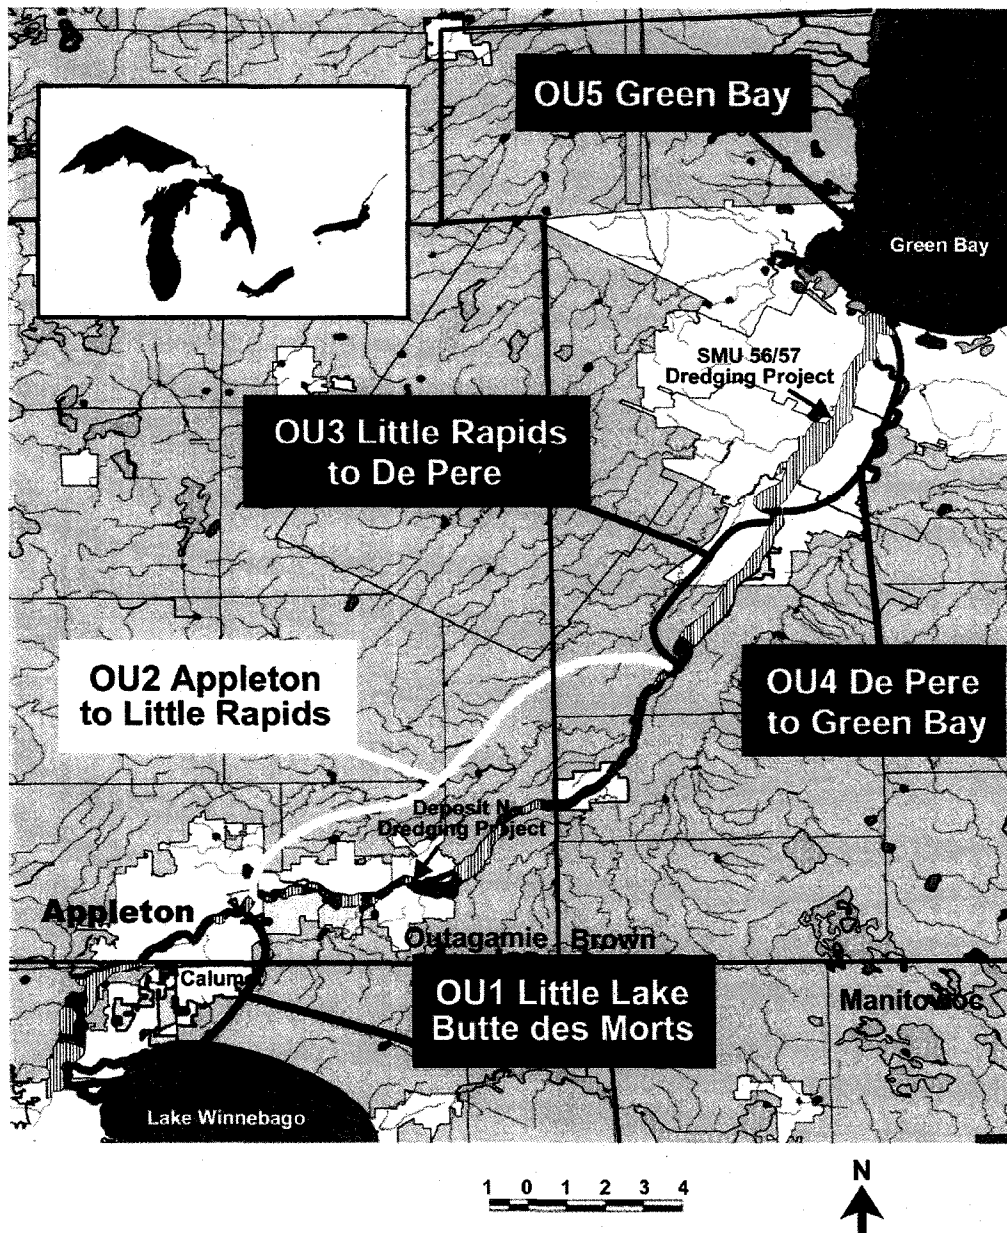 OU5 Green Bay
Green Bay
SMU 56/57
Dredging Project
OU3 Little Rapids
to De Pere
OU2 Appleton
to Little Rapids
OU4 De Pere
to Green Bay
Deposit N
Dredging Project
Appleton
Outagamie Brown
Calumet
OU1 Little Lake
Butte des Morts
Manitowoc
Lake Winnebago
1 0 1 2 3 4
N